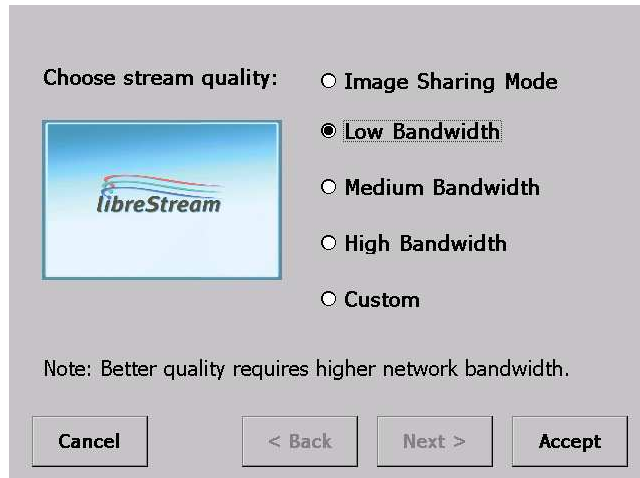 Choose stream quality:
Image Sharing Mode
libreStream
Low Bandwidth
Medium Bandwidth
High Bandwidth
Custom
Note: Better quality requires higher network bandwidth.
Cancel
< Back
Next >
Accept